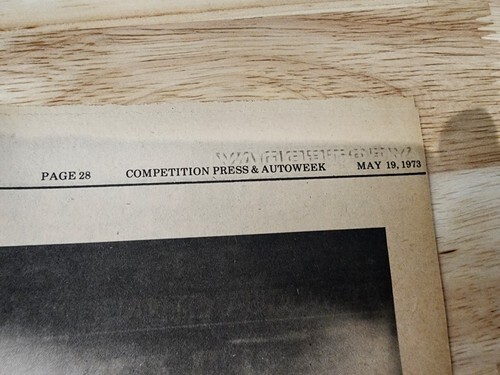 PAGE 28 COMPETITION PRESS & AUTOWEEK MAY 19, 1973